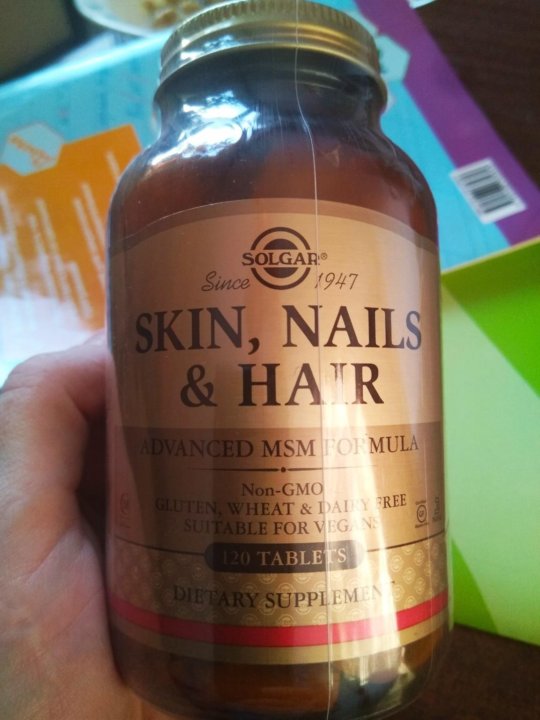 SOLGAR®
Since 1947
SKIN, NAILS
& HAIR
ADVANCED MSM FORMULA
Non-GMO
GLUTEN, WHEAT & DAIRY FREE
SUITABLE FOR VEGANS
120 TABLETS
DIETARY SUPPLEMENT